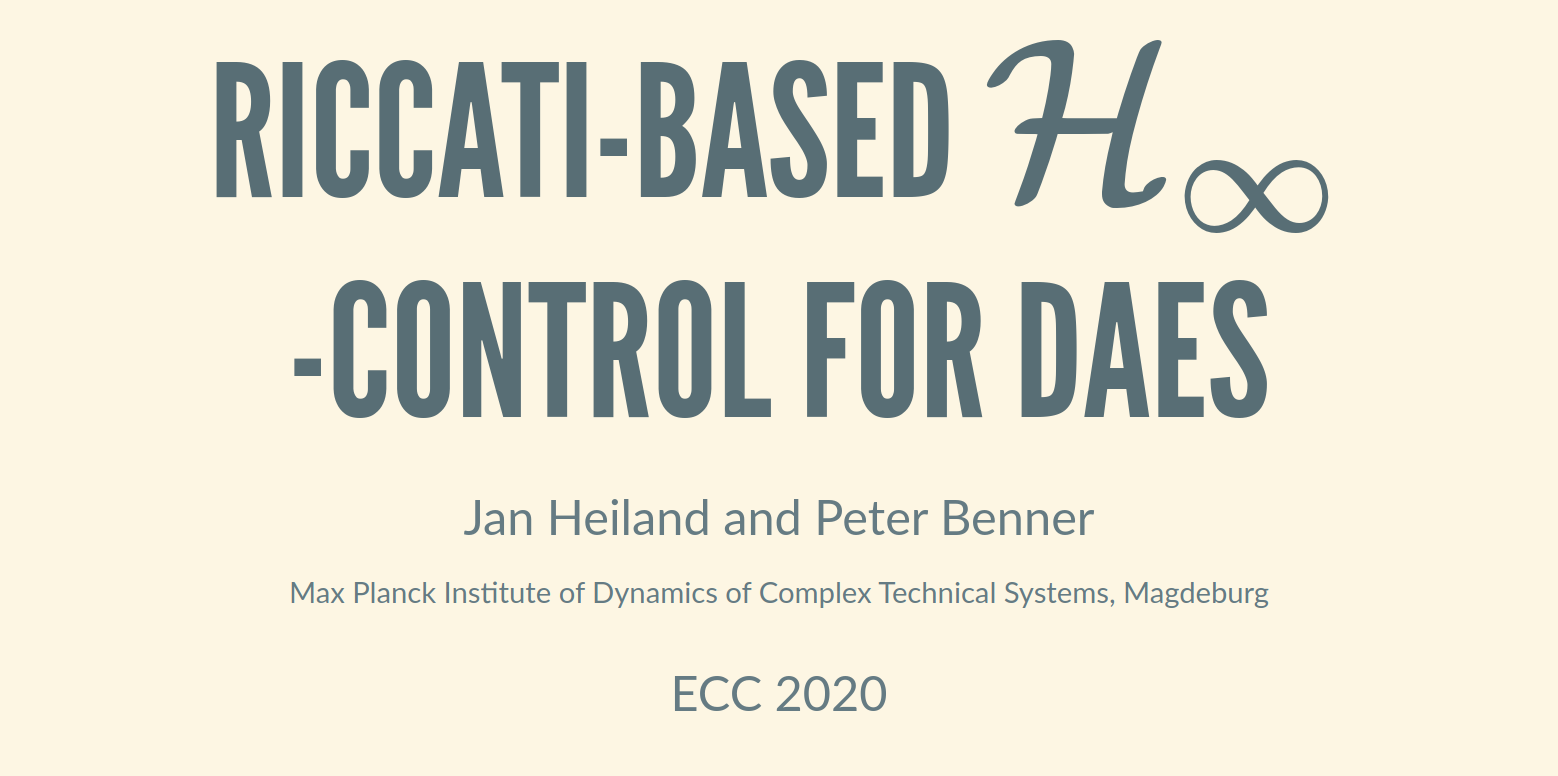 RICCATI-BASED ℋ∞
-CONTROL FOR DAES
Jan Heiland and Peter Benner
Max Planck Institute of Dynamics of Complex Technical Systems, Magdeburg
ECC 2020